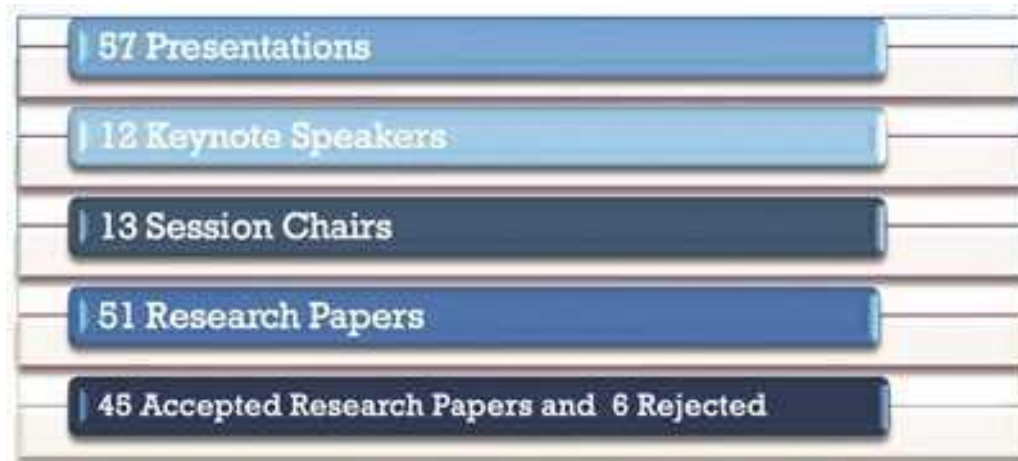 57 Presentations
12 Keynote Speakers
13 Session Chairs
51 Research Papers
45 Accepted Research Papers and 6 Rejected